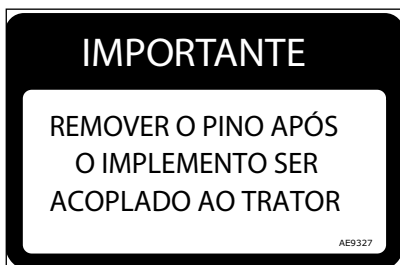 IMPORTANTE
REMOVER O PINO APÓS
O IMPLEMENTO SER
ACOPLADO AO TRATOR
AE9327